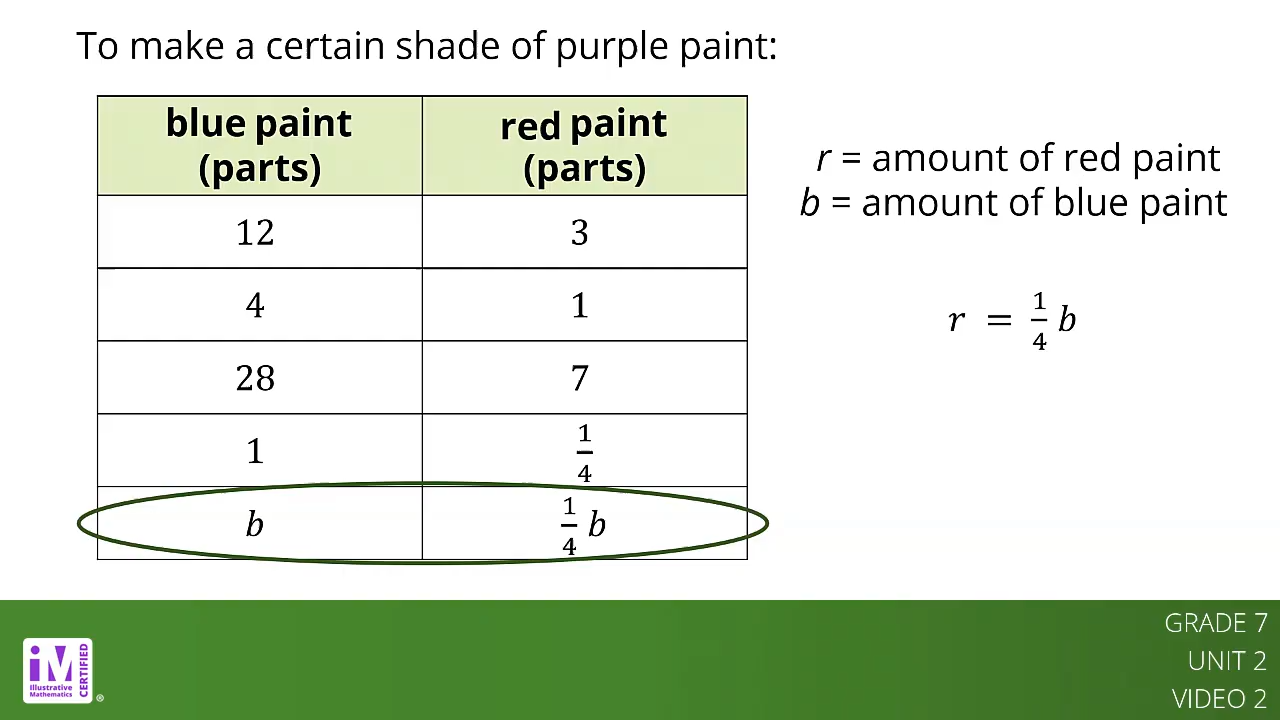 To make a certain shade of purple paint:
blue paint (parts) red paint (parts)
12 3
4 1
28 7
1 1/4
b 1/4 b
r = amount of red paint
b = amount of blue paint
r = 1/4 b
GRADE 7
UNIT 2
VIDEO 2
iM CERTIFIED
Illustrative
Mathematics
®